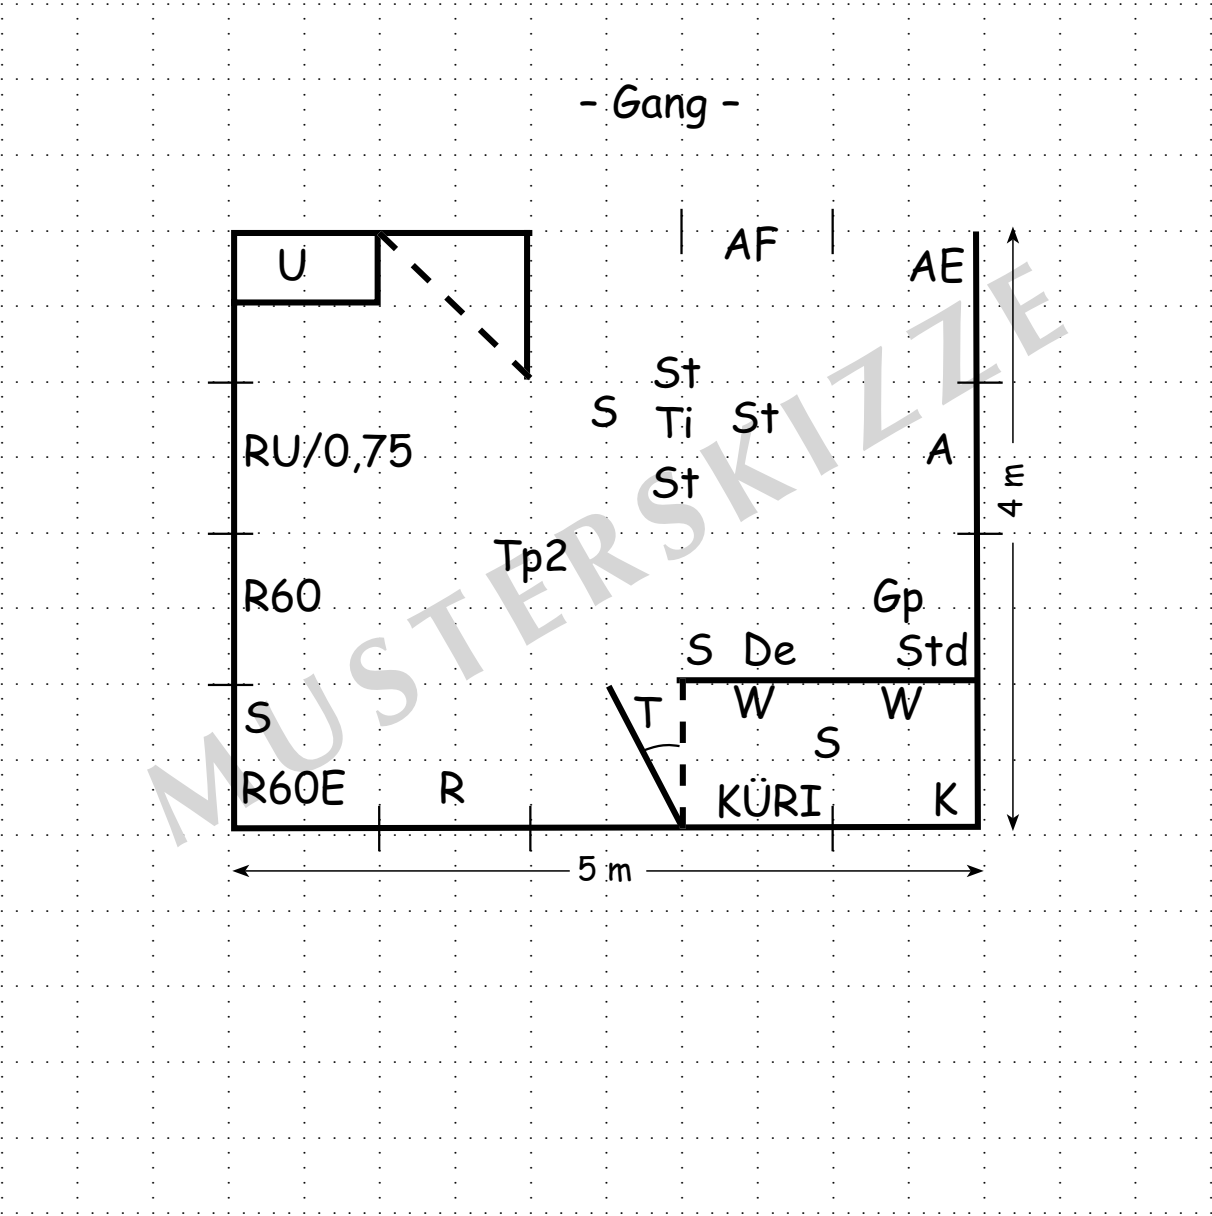 - Gang -
AF
U
AE
St
S
Ti
St
RU/0,75
A
St
4 m
Tp2
R60
Gp
S De Std
S
T
W
W
S
R60E
R
KÜRI
K
5 m
MUSTERSKIZZE